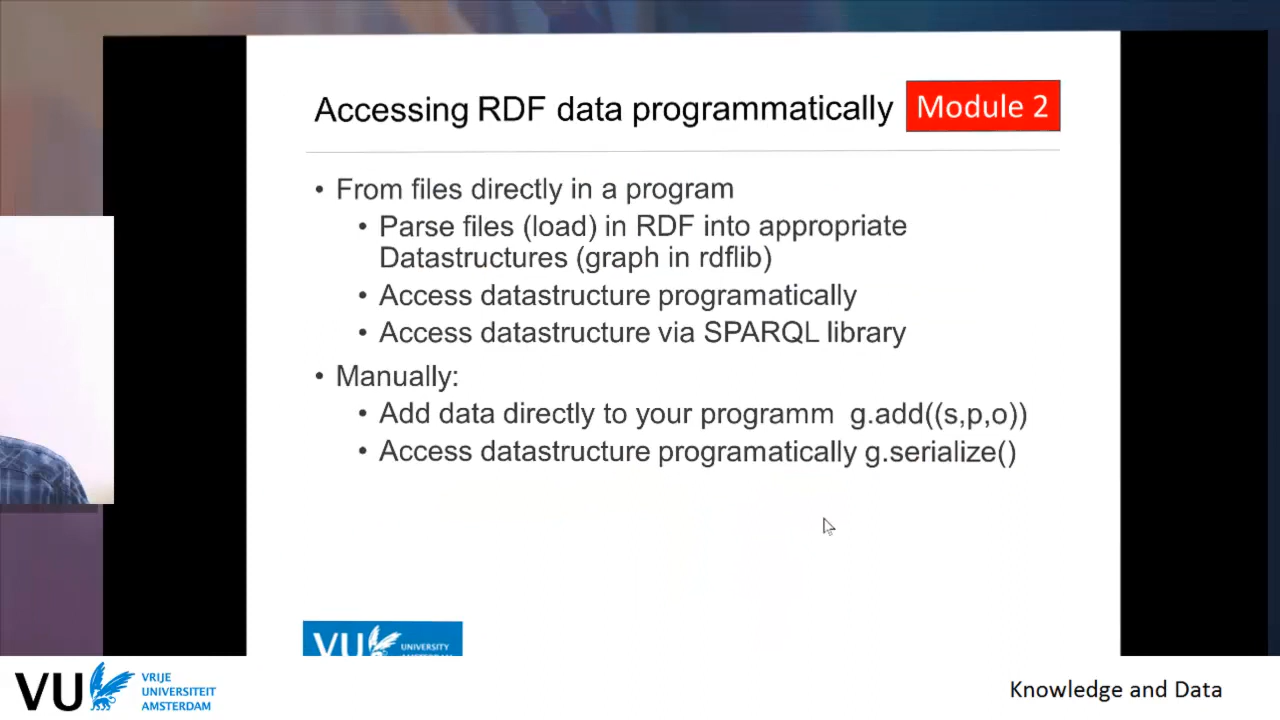 Accessing RDF data programmatically
Module 2
• From files directly in a program
• Parse files (load) in RDF into appropriate
Datastructures (graph in rdflib)
• Access datastructure programatically
• Access datastructure via SPARQL library
• Manually:
• Add data directly to your programm g.add((s,p,o))
• Access datastructure programatically g.serialize()
VU
UNIVERSITY
VU
VRIJE
UNIVERSITEIT
AMSTERDAM
Knowledge and Data